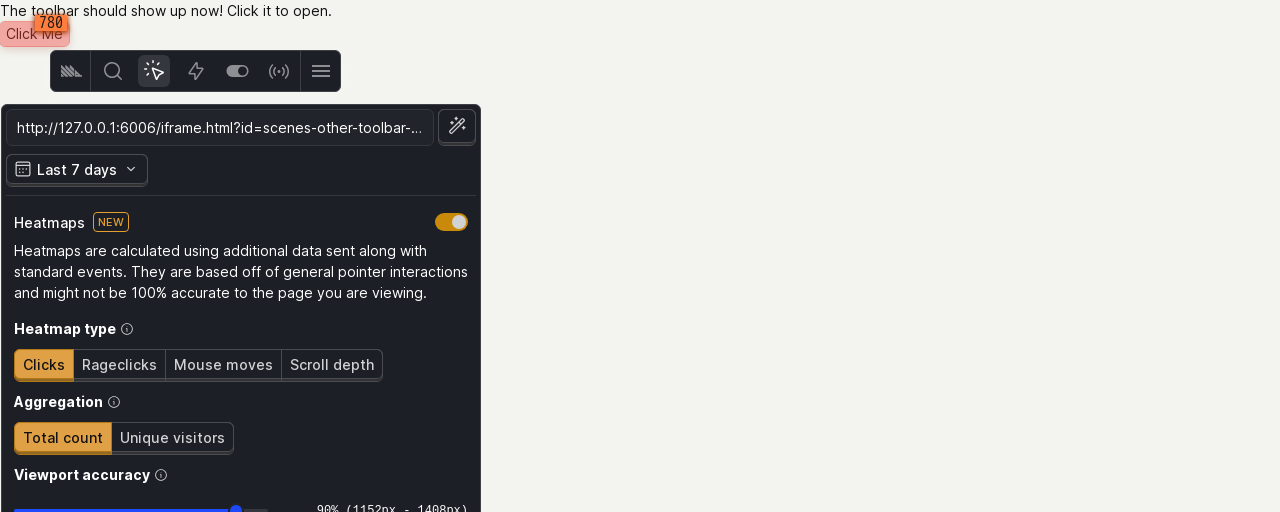 The toolbar should show up now! Click it to open.
780
Click Me
http://127.0.0.1:6006/iframe.html?id=scenes-other-toolbar-...
Last 7 days
Heatmaps NEW
Heatmaps are calculated using additional data sent along with
standard events. They are based off of general pointer interactions
and might not be 100% accurate to the page you are viewing.
Heatmap type
Clicks Rageclicks Mouse moves Scroll depth
Aggregation
Total count Unique visitors
Viewport accuracy
90% (1152px - 1408px)